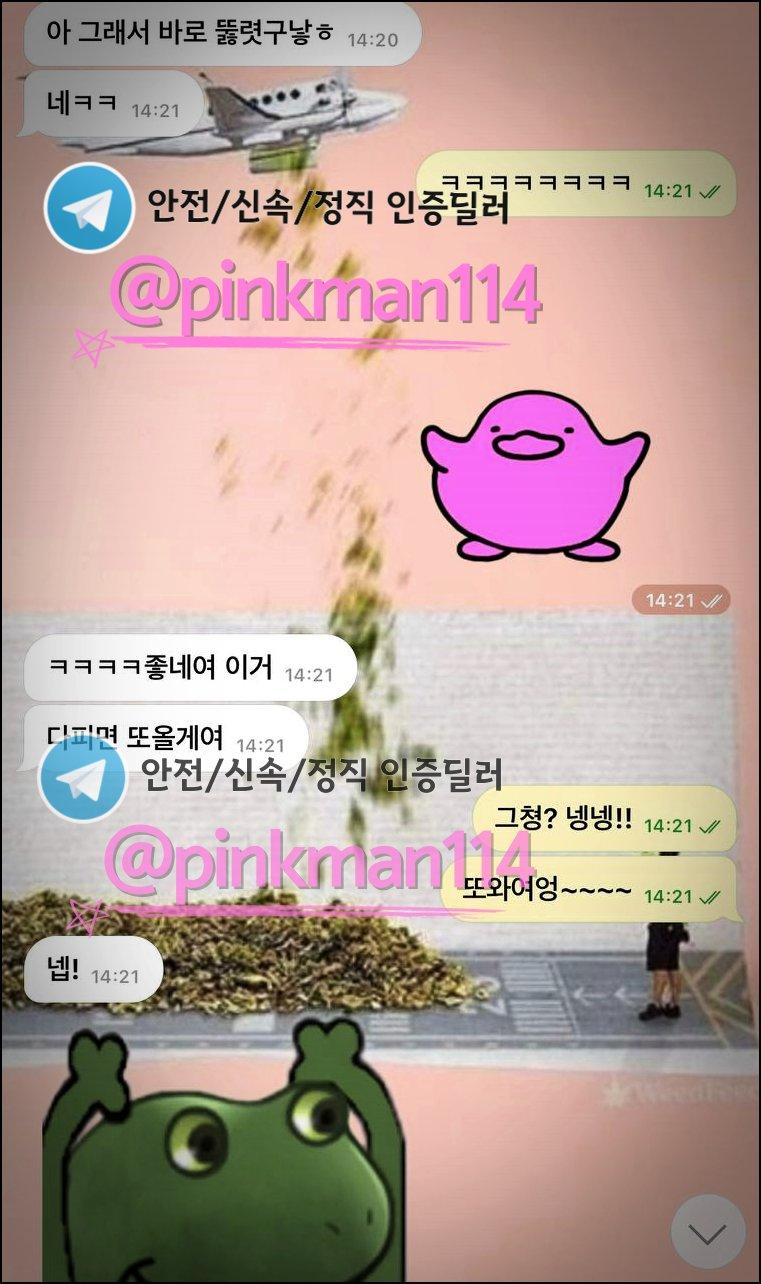 아 그래서 바로 뚫렷구낳ㅎ 14:20
네ㅋㅋ 14:21
ㅋㅋㅋㅋㅋㅋㅋㅋ 14:21
안전/신속/정직 인증딜러
@pinkman114
14:21
ㅋㅋㅋㅋ좋네여 이거 14:21
다피면 또올게여 14:21
안전/신속/정직 인증딜러
그청? 넹넹!! 14:21
@pinkman114
또와여엉~~~~ 14:21
넵! 14:21